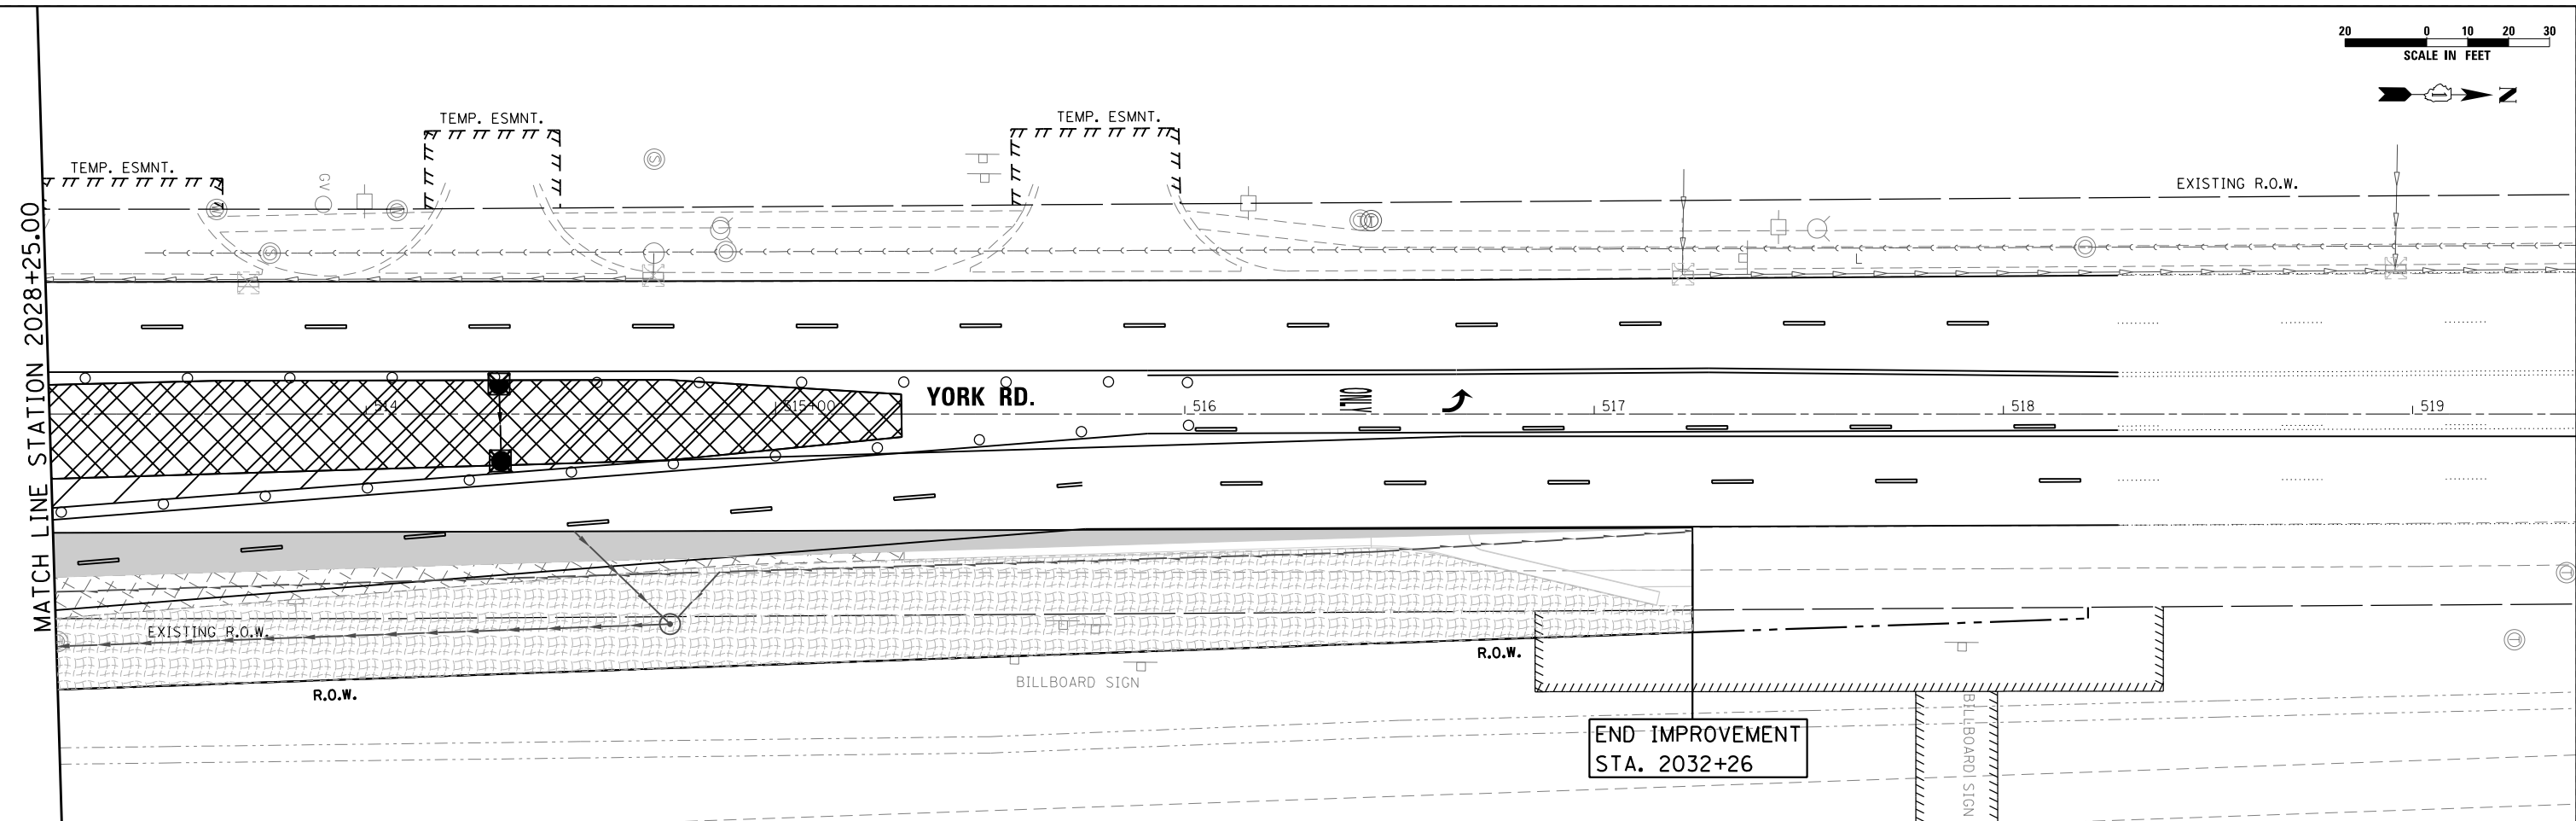 20 0 10 20 30
SCALE IN FEET
N
TEMP. ESMNT.
TEMP. ESMNT.
TEMP. ESMNT.
GV
EXISTING R.O.W.
MATCH LINE STATION 2028+25.00
514
515+00
YORK RD.
516
ONLY
517
518
519
EXISTING R.O.W.
R.O.W.
BILLBOARD SIGN
R.O.W.
END IMPROVEMENT
STA. 2032+26
BILLBOARD SIGN